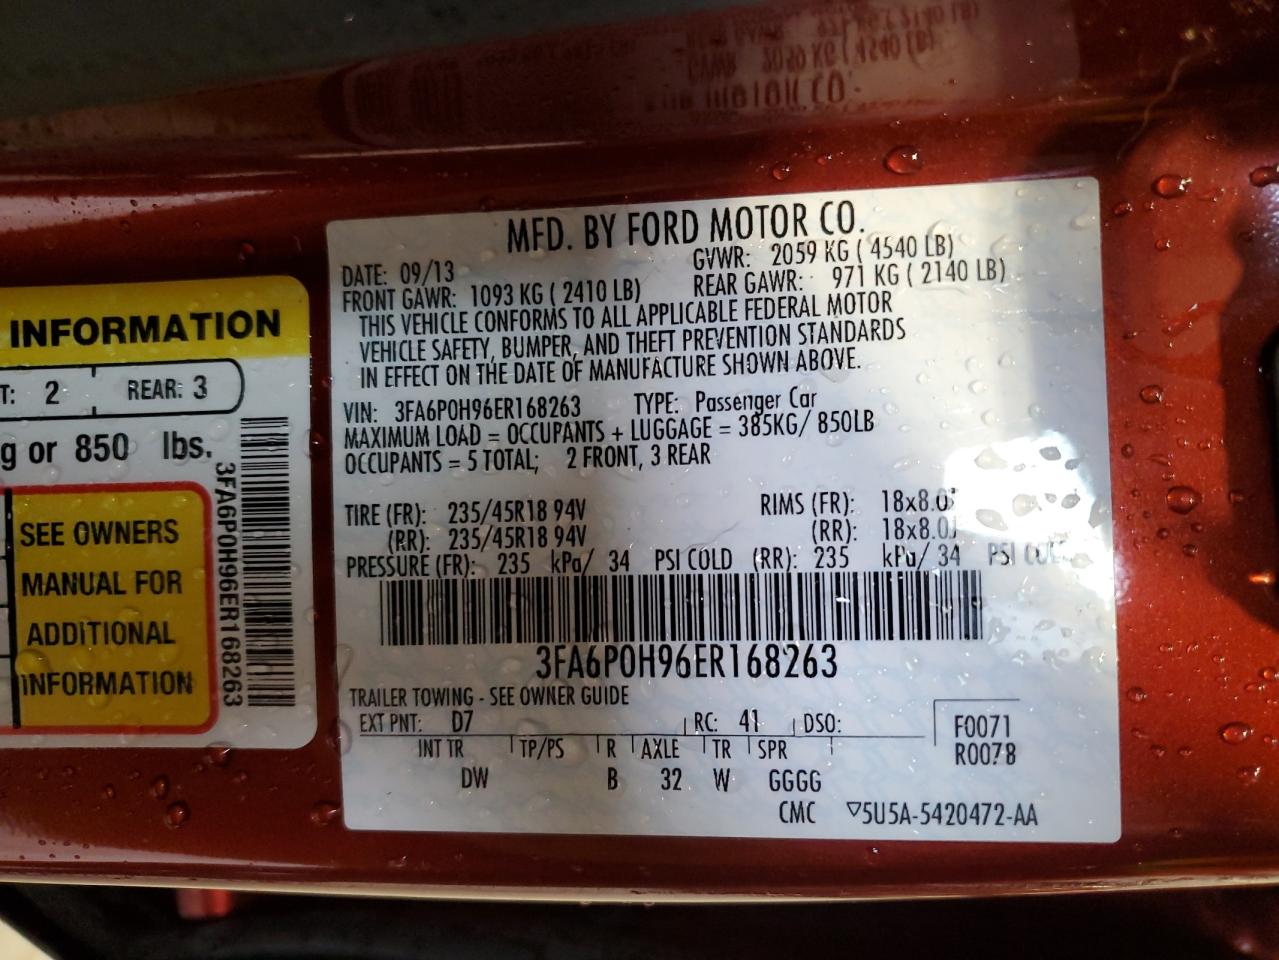 INFORMATION
T: 2 REAR: 3
g or 850 lbs.
3FA6P0H96ER168263
SEE OWNERS
MANUAL FOR
ADDITIONAL
INFORMATION
MFD. BY FORD MOTOR CO.
DATE: 09/13 GVWR: 2059 KG ( 4540 LB)
FRONT GAWR: 1093 KG ( 2410 LB) REAR GAWR: 971 KG ( 2140 LB)
THIS VEHICLE CONFORMS TO ALL APPLICABLE FEDERAL MOTOR
VEHICLE SAFETY, BUMPER, AND THEFT PREVENTION STANDARDS
IN EFFECT ON THE DATE OF MANUFACTURE SHOWN ABOVE.
VIN: 3FA6P0H96ER168263 TYPE: Passenger Car
MAXIMUM LOAD = OCCUPANTS + LUGGAGE = 385KG/ 850LB
OCCUPANTS = 5 TOTAL; 2 FRONT, 3 REAR
TIRE (FR): 235/45R18 94V RIMS (FR): 18x8.0J
(RR): 235/45R18 94V (RR): 18x8.0J
PRESSURE (FR): 235 kPa/ 34 PSI COLD (RR): 235 kPa/ 34 PSI COLD
3FA6P0H96ER168263
TRAILER TOWING - SEE OWNER GUIDE
EXT PNT: D7 RC: 41 DSO: F0071
INT TR TP/PS R AXLE TR SPR R0078
DW B 32 W GGGG
CMC ▽5U5A-5420472-AA